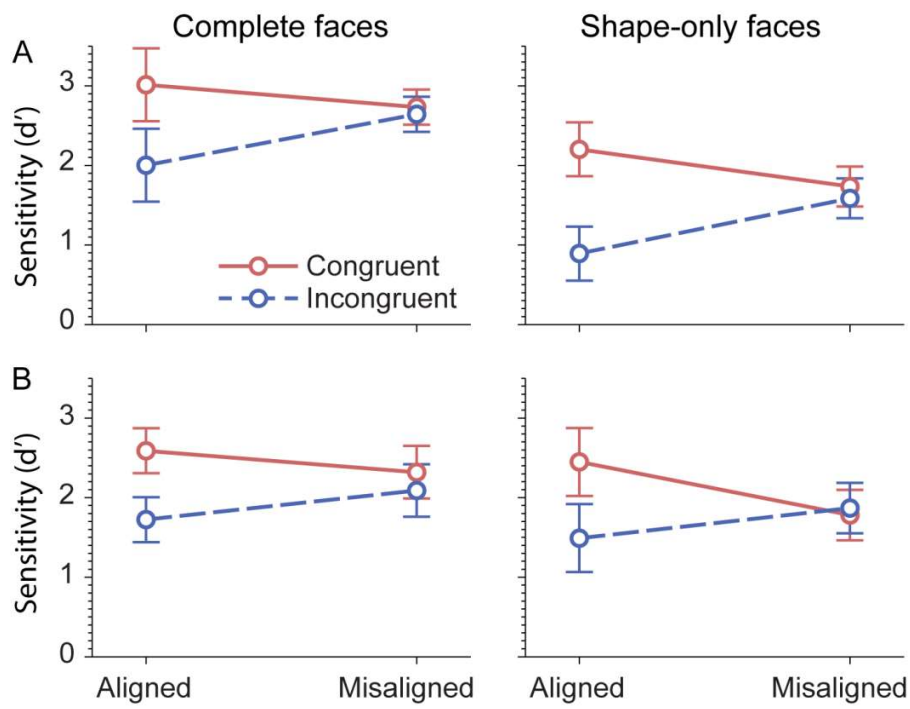 Complete faces
Shape-only faces
A
Sensitivity (d′)
3
2
1
0
Congruent
Incongruent
B
Sensitivity (d′)
3
2
1
0
Aligned
Misaligned
Aligned
Misaligned